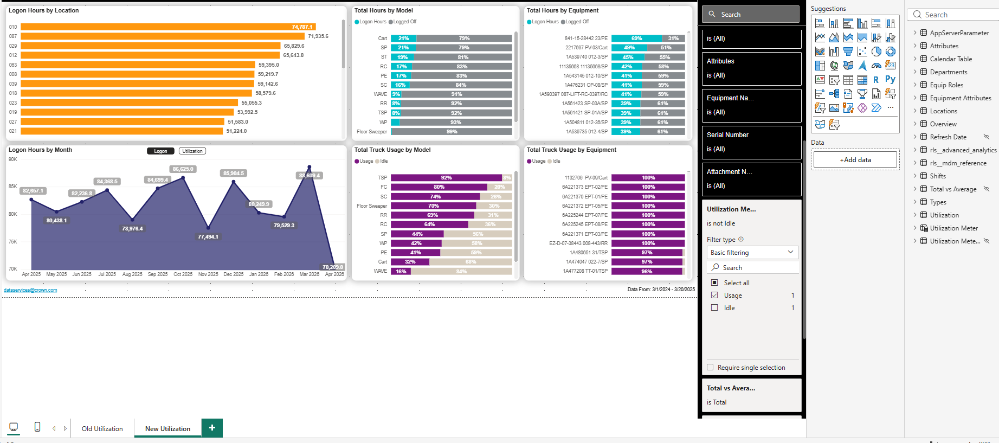 Logon Hours by Location
010 74,787.1
087 71,935.6
029 65,829.6
012 65,643.8
063 59,395.0
008 59,219.7
039 59,142.6
018 58,579.6
023 55,055.3
019 53,992.5
027 51,583.0
021 51,224.0
Total Hours by Model
Logon Hours Logged Off
Cart 21% 79%
SP 21% 79%
ST 19% 81%
RC 17% 83%
PE 17% 83%
SC 16% 84%
WAVE 9% 91%
RR 8% 92%
TSP 8% 92%
WP 93%
Floor Sweeper 99%
Total Hours by Equipment
Logon Hours Logged Off
841-15-28442 23/PE 69% 31%
2217697 PV-03/Cart 49% 51%
1A539740 012-3/SP 45% 55%
11135668 11135668/SP 42% 58%
1A543145 012-10/SP 41% 59%
1A476231 OP-08/SP 41% 59%
1A590397 087-LIFT-RC-0397/RC 41% 59%
1A561423 SP-03A/SP 39% 61%
1A561421 SP-01A/SP 39% 61%
1A504811 012-36/SP 39% 61%
1A539735 012-4/SP 39% 61%
Logon Hours by Month
Logon Utilization
90K
85K
80K
75K
70K
82,657.1
80,438.1
82,236.8
84,368.5
78,976.4
84,699.4
86,625.0
77,494.1
85,904.5
80,249.9
79,529.3
88,609.4
70,209.0
Apr 2025 May 2025 Jun 2025 Jul 2025 Aug 2025 Sep 2025 Oct 2025 Nov 2025 Dec 2025 Jan 2026 Feb 2026 Mar 2026 Apr 2026
Total Truck Usage by Model
Usage Idle
TSP 92% 8%
FC 80% 20%
SC 74% 26%
Floor Sweeper 70% 30%
RR 69% 31%
RC 64% 36%
SP 44% 56%
WP 42% 58%
PE 41% 59%
Cart 32% 68%
WAVE 16% 84%
Total Truck Usage by Equipment
Usage Idle
1132706 PV-09/Cart 100%
6A221373 EPT-02/PE 100%
6A221370 EPT-01/PE 100%
6A221372 EPT-05/PE 100%
6A225244 EPT-07/PE 100%
6A225245 EPT-08/PE 100%
6A221371 EPT-03/PE 100%
EZ-D-07-38443 008-443/RR 100%
1A480651 31/TSP 97%
1A474047 022-7/SP 97%
1A477208 TT-01/TSP 96%
dataservices@crown.com
Data From: 3/1/2024 - 3/20/2025
Search
is (All)
Attributes
is (All)
Equipment Na...
is (All)
Serial Number
is (All)
Attachment N...
is (All)
Utilization Me...
is not Idle
Filter type
Basic filtering
Search
Select all
Usage 1
Idle 1
Require single selection
Total vs Avera...
is Total
Suggestions
123
R Py
...
Data
+Add data
Search
AppServerParameter
Attributes
Calendar Table
Departments
Equip Roles
Equipment Attributes
Locations
Overview
Refresh Date
rls__advanced_analytics
rls__mdm_reference
Shifts
Total vs Average
Types
Utilization
Utilization Meter
Utilization Mete...
Old Utilization
New Utilization
+